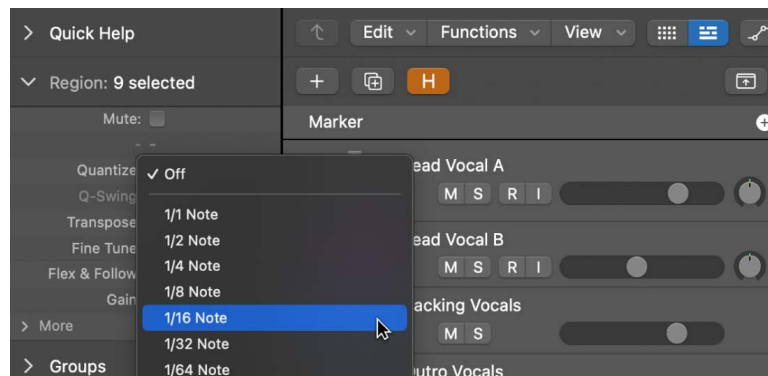 Quick Help
Edit Functions View
Region: 9 selected
H
Mute:
Marker
- -
Quantize
Off
ead Vocal A
Q-Swing
1/1 Note
M S R I
Transpose
1/2 Note
ead Vocal B
Fine Tune
1/4 Note
M S R I
Flex & Follow
1/8 Note
Gain
1/16 Note
acking Vocals
More
1/32 Note
M S
Groups
1/64 Note
utro Vocals